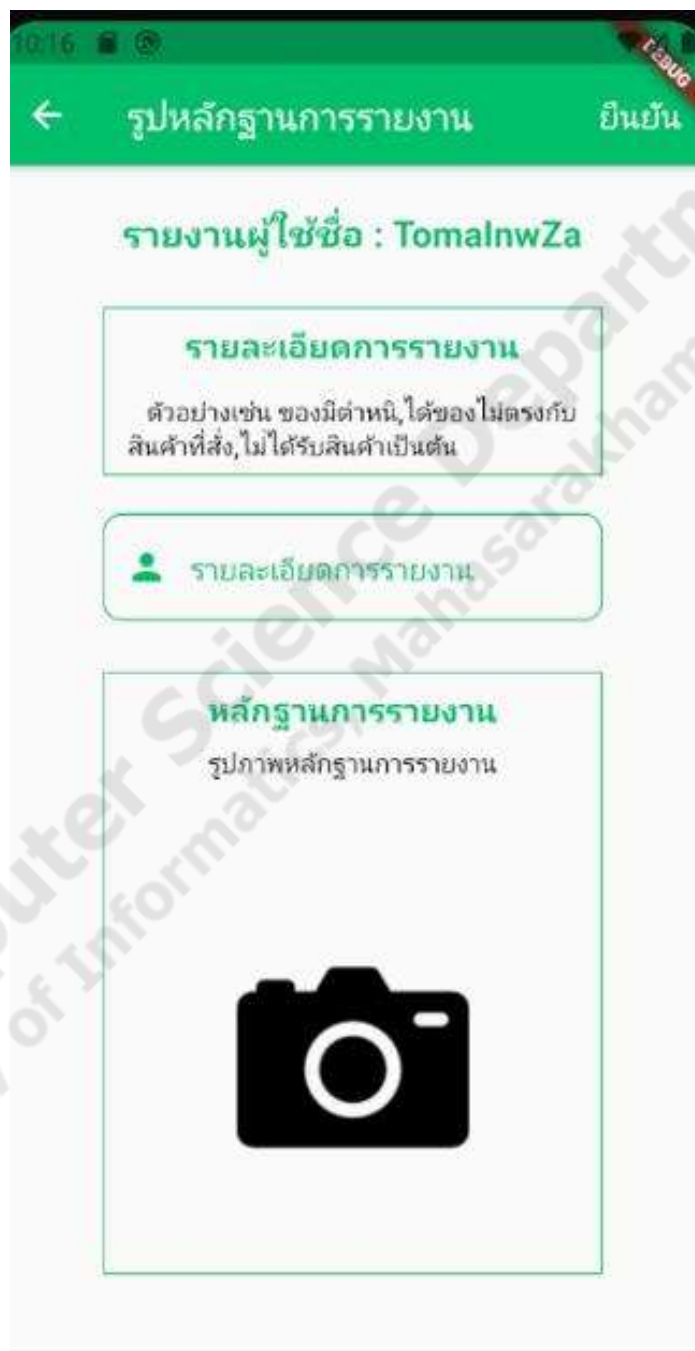 10:16
DEBUG
รูปหลักฐานการรายงาน
ยืนยัน
รายงานผู้ใช้ชื่อ : TomalnwZa
รายละเอียดการรายงาน
ตัวอย่างเช่น ของมีตำหนิ,ได้ของไม่ตรงกับ
สินค้าที่สั่ง,ไม่ได้รับสินค้าเป็นต้น
รายละเอียดการรายงาน
หลักฐานการรายงาน
รูปภาพหลักฐานการรายงาน
puter Science Departm
of Informatics, Mahasarakham